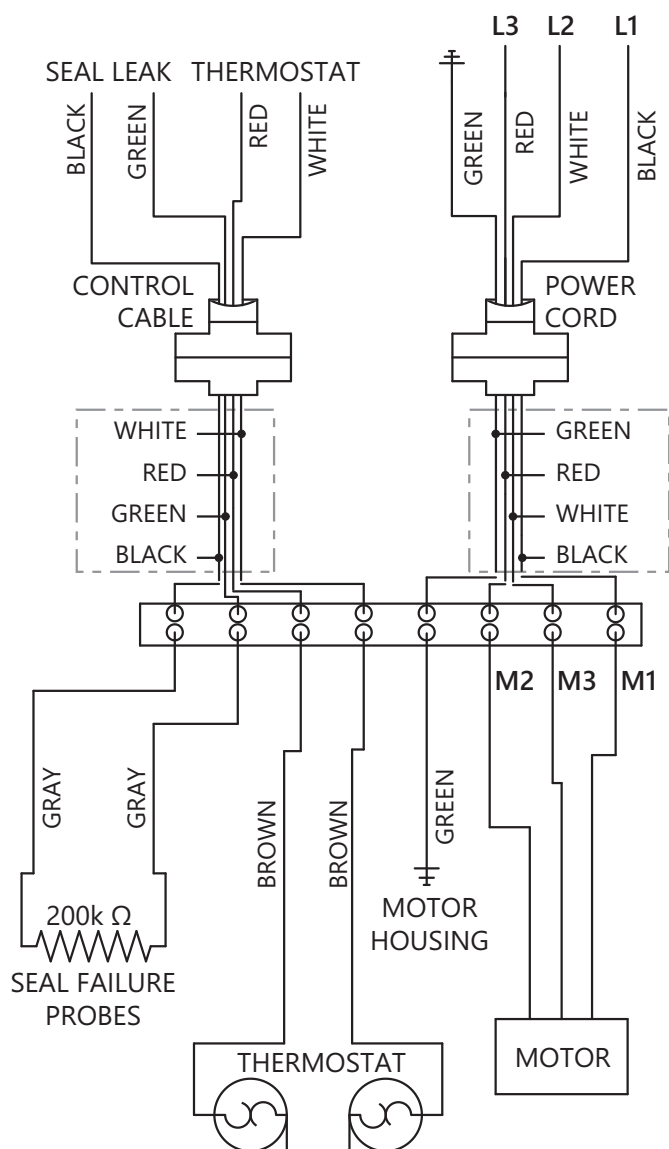 L3 L2 L1
SEAL LEAK THERMOSTAT
BLACK
GREEN
RED
WHITE
GREEN
RED
WHITE
BLACK
CONTROL
CABLE
POWER
CORD
WHITE
RED
GREEN
BLACK
GREEN
RED
WHITE
BLACK
M2 M3 M1
GRAY
GRAY
BROWN
BROWN
GREEN
MOTOR
HOUSING
200k Ω
SEAL FAILURE
PROBES
THERMOSTAT
MOTOR